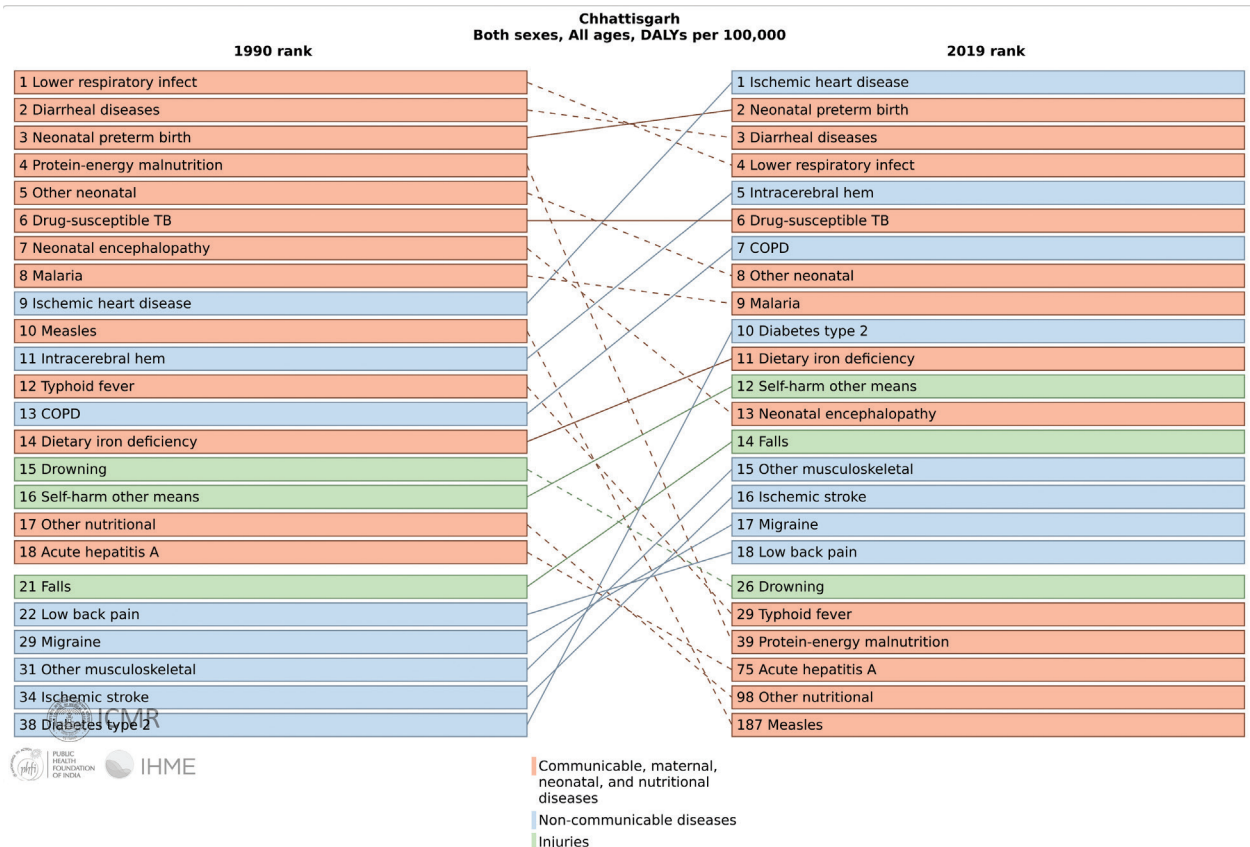 Chhattisgarh
Both sexes, All ages, DALYs per 100,000
1990 rank
1 Lower respiratory infect
2 Diarrheal diseases
3 Neonatal preterm birth
4 Protein-energy malnutrition
5 Other neonatal
6 Drug-susceptible TB
7 Neonatal encephalopathy
8 Malaria
9 Ischemic heart disease
10 Measles
11 Intracerebral hem
12 Typhoid fever
13 COPD
14 Dietary iron deficiency
15 Drowning
16 Self-harm other means
17 Other nutritional
18 Acute hepatitis A
21 Falls
22 Low back pain
29 Migraine
31 Other musculoskeletal
34 Ischemic stroke
38 Diabetes type 2
2019 rank
1 Ischemic heart disease
2 Neonatal preterm birth
3 Diarrheal diseases
4 Lower respiratory infect
5 Intracerebral hem
6 Drug-susceptible TB
7 COPD
8 Other neonatal
9 Malaria
10 Diabetes type 2
11 Dietary iron deficiency
12 Self-harm other means
13 Neonatal encephalopathy
14 Falls
15 Other musculoskeletal
16 Ischemic stroke
17 Migraine
18 Low back pain
26 Drowning
29 Typhoid fever
39 Protein-energy malnutrition
75 Acute hepatitis A
98 Other nutritional
187 Measles
ICMR
phfi
PUBLIC
HEALTH
FOUNDATION
OF INDIA
IHME
Communicable, maternal,
neonatal, and nutritional
diseases
Non-communicable diseases
Injuries